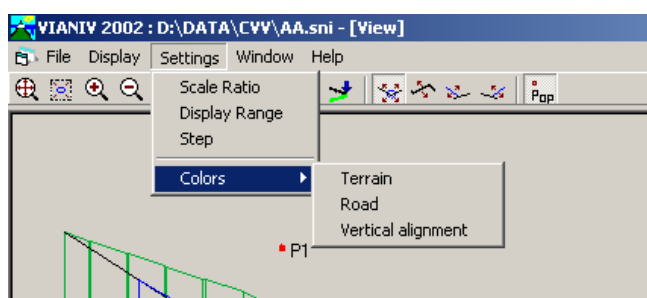 VIANIV 2002 : D:\DATA\CVV\AA.sni - [View]
File Display Settings Window Help
Pop
Scale Ratio
Display Range
Step
Colors
Terrain
Road
Vertical alignment
P1